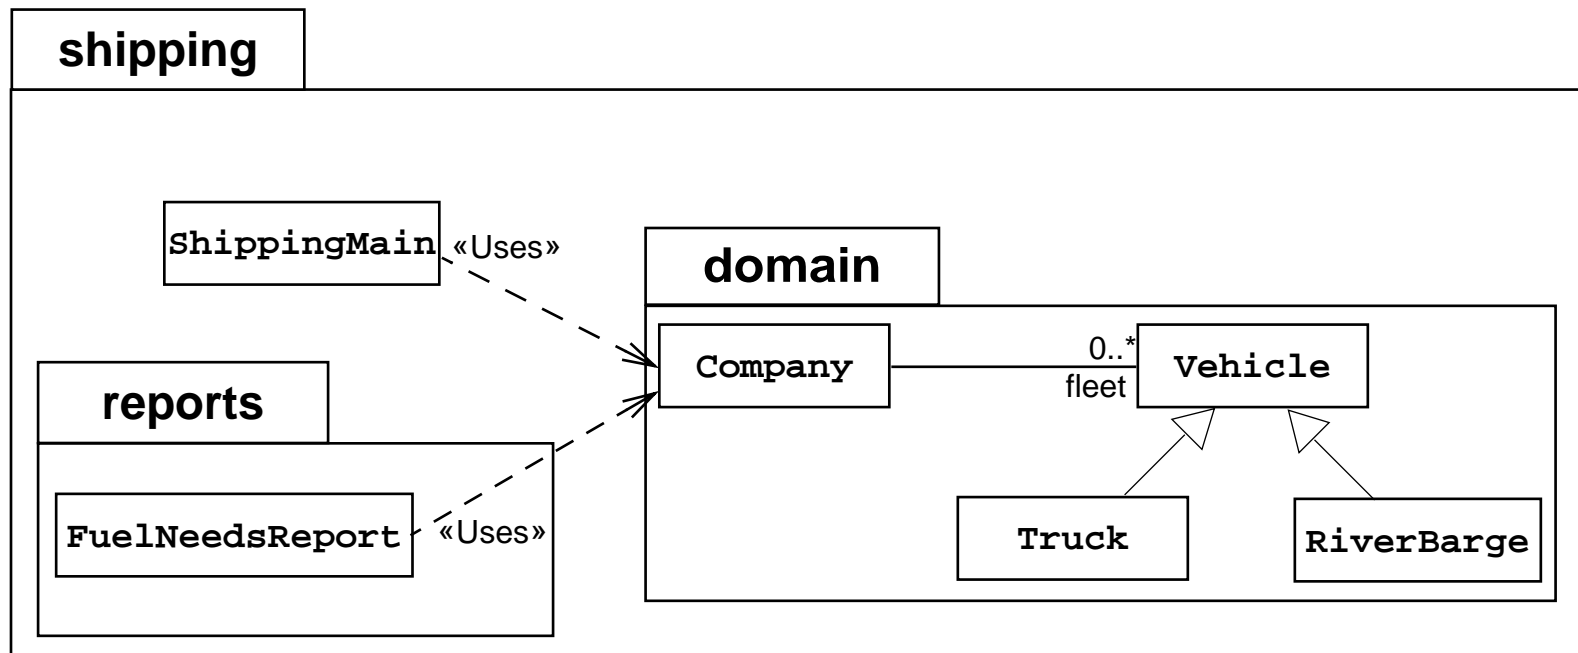 shipping
ShippingMain
«Uses»
domain
Company
0..*
fleet
Vehicle
reports
FuelNeedsReport
«Uses»
Truck
RiverBarge